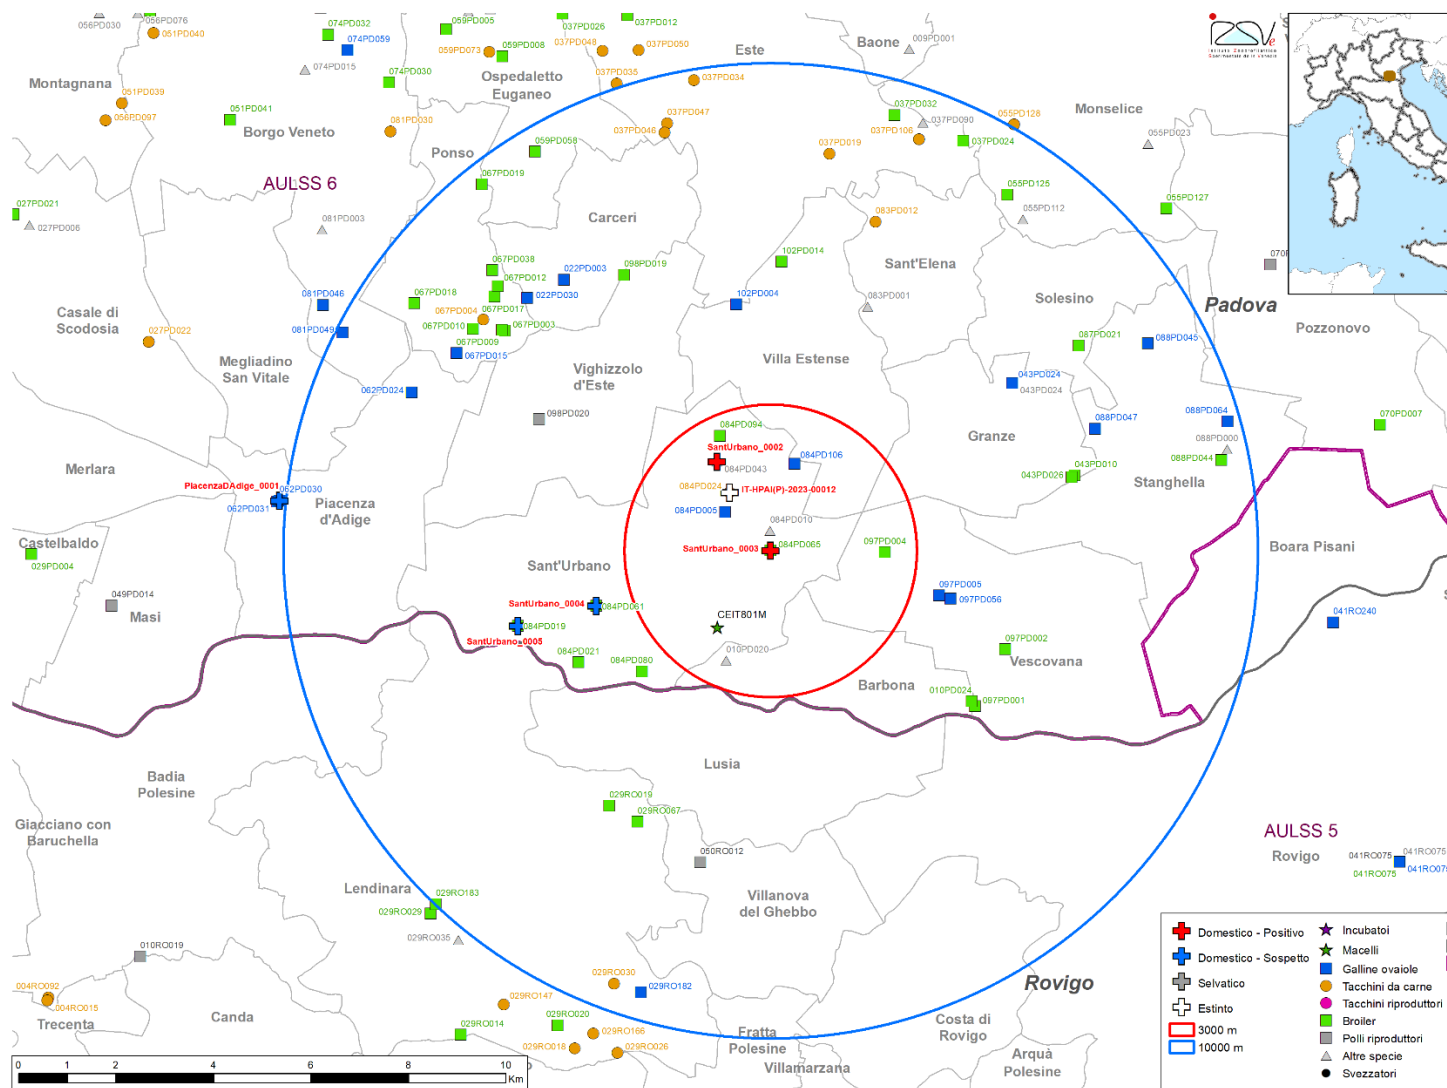 056PD030
056PD076
051PD040
074PD032
074PD059
059PD005
037PD026
037PD012
Este
Baone
009PD001
Istituto Zooprofilattico
Montagnana
074PD015
059PD073
059PD008
037PD048
037PD050
Ospedaletto
Euganeo
074PD030
037PD035
037PD034
051PD039
056PD097
051PD041
Borgo Veneto
081PD030
037PD047
037PD046
037PD032
037PD090
037PD106
055PD128
Monselice
055PD023
037PD024
037PD019
Ponso
059PD058
067PD019
AULSS 6
055PD125
055PD127
055PD112
027PD021
027PD006
081PD003
Carceri
083PD012
102PD014
Sant'Elena
067PD038
067PD012
022PD003
098PD019
022PD030
081PD046
067PD018
067PD017
067PD004
067PD010
067PD003
067PD009
067PD015
081PD049
102PD004
083PD001
Solesino
Padova
Pozzonovo
Casale di
Scodosia
027PD022
Megliadino
San Vitale
062PD024
Vighizzolo
d'Este
Villa Estense
087PD021
088PD045
043PD024
043PD024
098PD020
084PD094
SantUrbano_0002
084PD043
084PD106
Granze
088PD047
088PD064
088PD000
088PD044
070PD007
Merlara
PiacenzaDAdige_0001
062PD030
062PD031
Piacenza
d'Adige
084PD024
IT-HPAI(P)-2023-00012
084PD005
043PD010
043PD026
Stanghella
Castelbaldo
029PD004
084PD010
SantUrbano_0003
084PD065
097PD004
Boara Pisani
Sant'Urbano
049PD014
Masi
SantUrbano_0004
084PD061
084PD019
SantUrbano_0005
CEIT801M
097PD005
097PD056
041RO240
084PD021
084PD080
010PD020
097PD002
Vescovana
Barbona
010PD024
097PD001
Badia
Polesine
Lusia
029RO019
029RO067
Giacciano con
Baruchella
050RO012
AULSS 5
Rovigo
041RO075
041RO075
041RO075
Lendinara
029RO183
029RO029
029RO035
Villanova
del Ghebbo
010RO019
029RO030
029RO182
Rovigo
004RO092
004RO015
Trecenta
Canda
029RO147
029RO014
029RO020
029RO166
029RO018
029RO026
Fratta
Polesine
Villamarzana
Costa di
Rovigo
Arquà
Polesine
Domestico - Positivo
Domestico - Sospetto
Selvatico
Estinto
3000 m
10000 m
Incubatoi
Macelli
Galline ovaiole
Tacchini da carne
Tacchini riproduttori
Broiler
Polli riproduttori
Altre specie
Svezzatori
0 1 2 4 6 8 10
Km